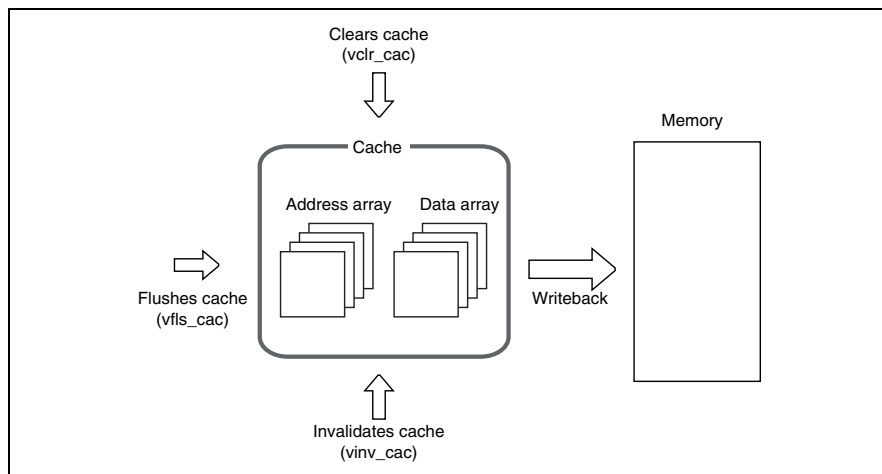 Clears cache
(vclr_cac)
Memory
Cache
Address array
Data array
Flushes cache
(vfls_cac)
Writeback
Invalidates cache
(vinv_cac)